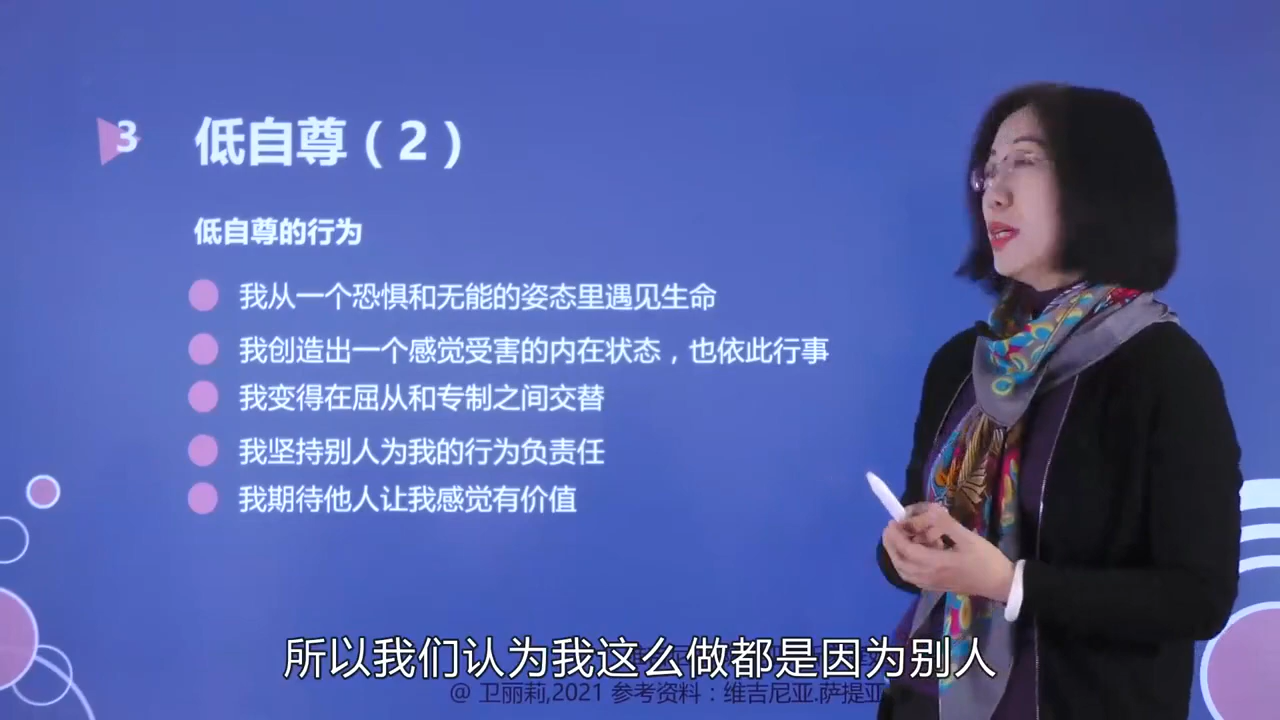 3
低自尊（2）
低自尊的行为
我从一个恐惧和无能的姿态里遇见生命
我创造出一个感觉受害的内在状态，也依此行事
我变得在屈从和专制之间交替
我坚持别人为我的行为负责任
我期待他人让我感觉有价值
所以我们认为我这么做都是因为别人
@ 卫丽莉,2021 参考资料：维吉尼亚.萨提亚